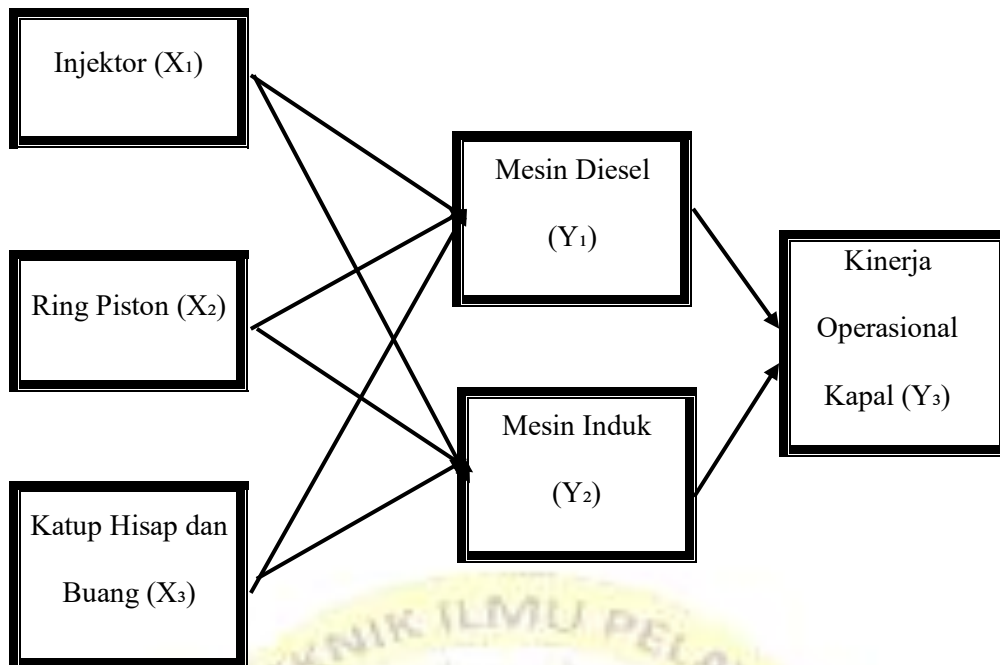 Injektor (X₁)
Ring Piston (X₂)
Katup Hisap dan
Buang (X₃)
Mesin Diesel
(Y₁)
Mesin Induk
(Y₂)
Kinerja
Operasional
Kapal (Y₃)
ILMU